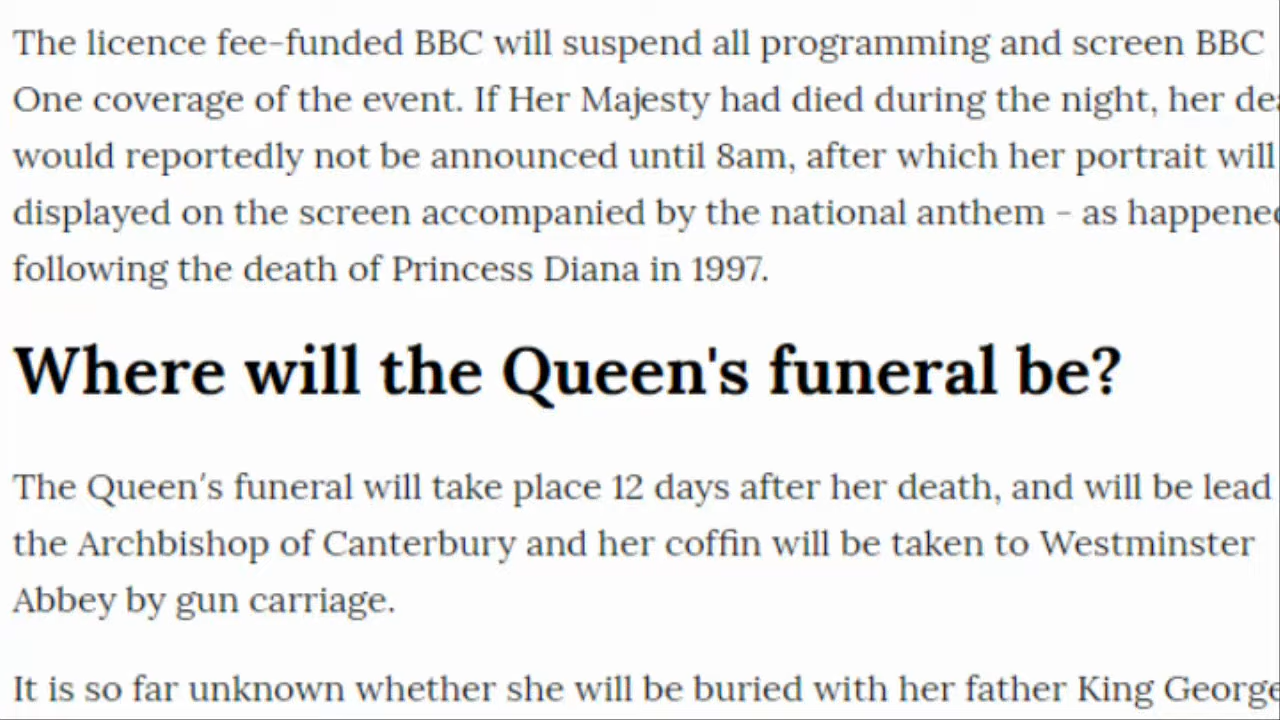 The licence fee-funded BBC will suspend all programming and screen BBC
One coverage of the event. If Her Majesty had died during the night, her
would reportedly not be announced until 8am, after which her portrait will
displayed on the screen accompanied by the national anthem - as
following the death of Princess Diana in 1997.
Where will the Queen's funeral be?
The Queen's funeral will take place 12 days after her death, and will be lead
the Archbishop of Canterbury and her coffin will be taken to Westminster
Abbey by gun carriage.
It is so far unknown whether she will be buried with her father King George